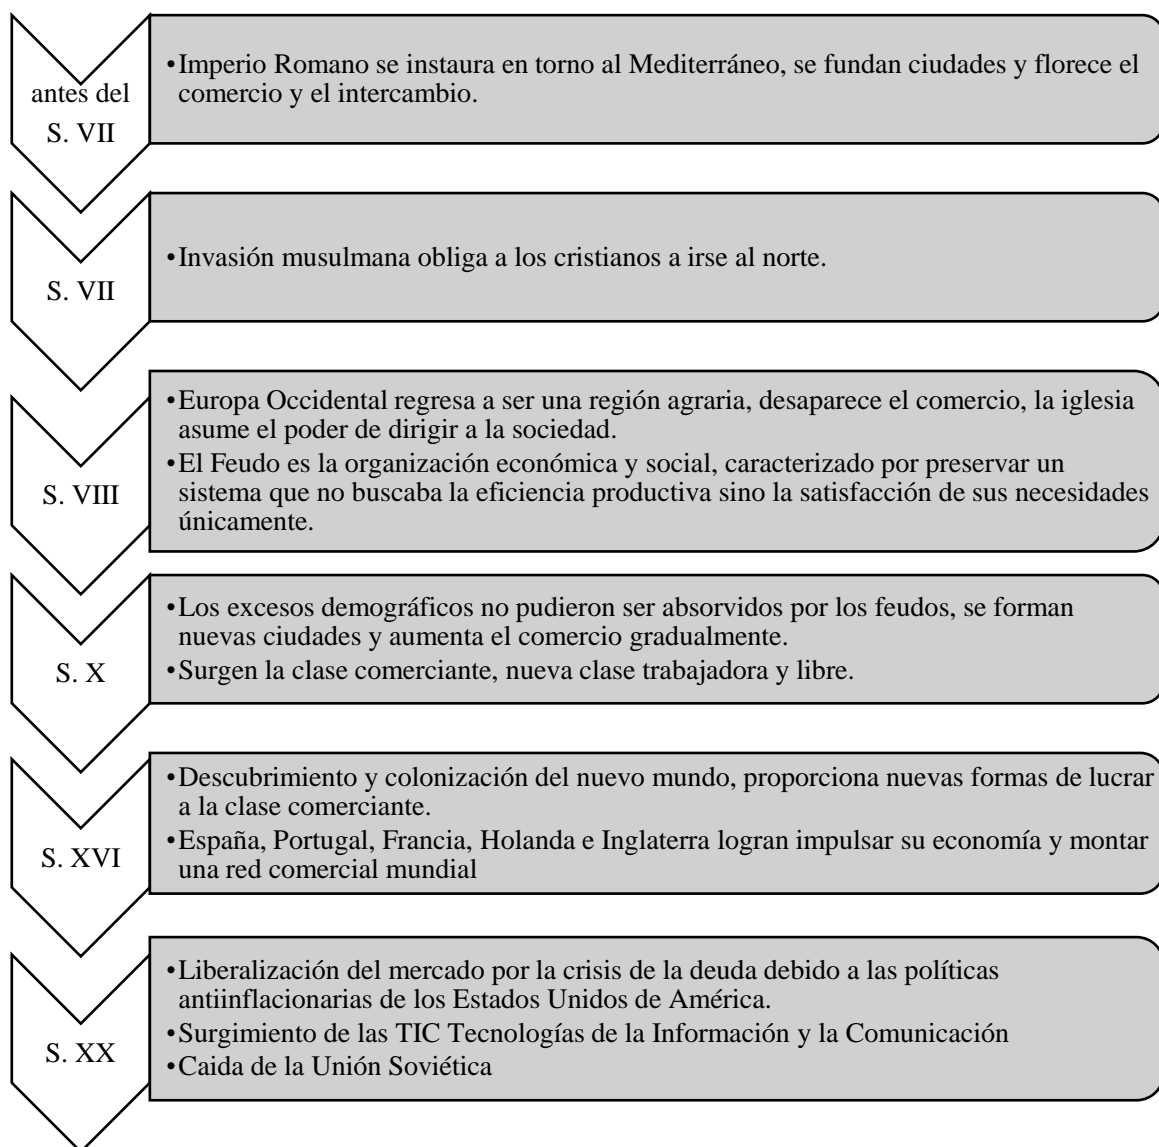 antes del
S. VII
•Imperio Romano se instaura en torno al Mediterráneo, se fundan ciudades y florece el
comercio y el intercambio.
S. VII
•Invasión musulmana obliga a los cristianos a irse al norte.
S. VIII
•Europa Occidental regresa a ser una región agraria, desaparece el comercio, la iglesia
asume el poder de dirigir a la sociedad.
•El Feudo es la organización económica y social, caracterizado por preservar un
sistema que no buscaba la eficiencia productiva sino la satisfacción de sus necesidades
únicamente.
S. X
•Los excesos demográficos no pudieron ser absorvidos por los feudos, se forman
nuevas ciudades y aumenta el comercio gradualmente.
•Surgen la clase comerciante, nueva clase trabajadora y libre.
S. XVI
•Descubrimiento y colonización del nuevo mundo, proporciona nuevas formas de lucrar
a la clase comerciante.
•España, Portugal, Francia, Holanda e Inglaterra logran impulsar su economía y montar
una red comercial mundial
S. XX
•Liberalización del mercado por la crisis de la deuda debido a las políticas
antiinflacionarias de los Estados Unidos de América.
•Surgimiento de las TIC Tecnologías de la Información y la Comunicación
•Caida de la Unión Soviética